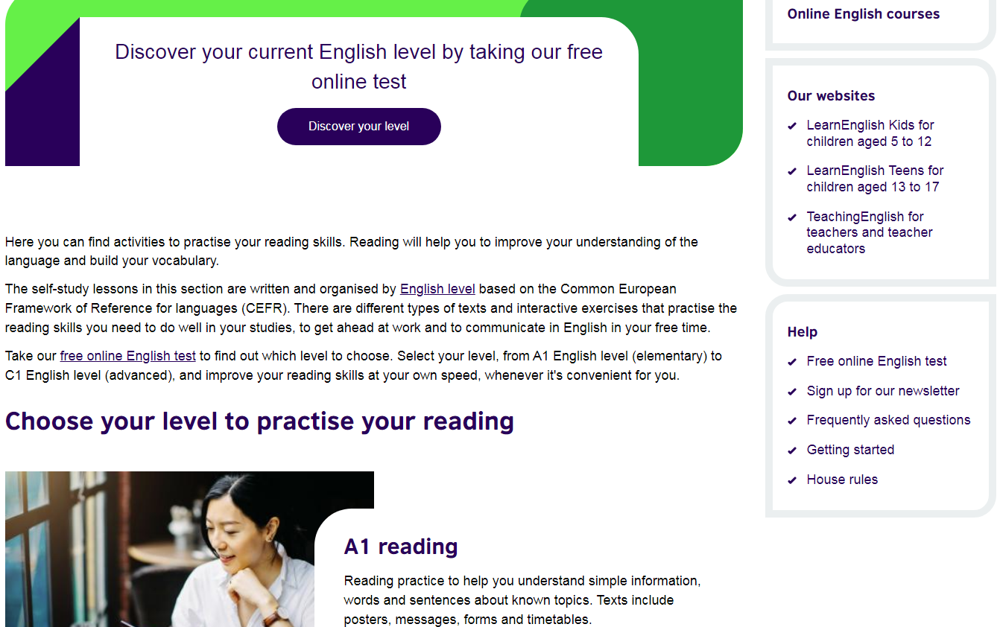 Discover your current English level by taking our free
online test
Discover your level
Here you can find activities to practise your reading skills. Reading will help you to improve your understanding of the
language and build your vocabulary.
The self-study lessons in this section are written and organised by English level based on the Common European
Framework of Reference for languages (CEFR). There are different types of texts and interactive exercises that practise the
reading skills you need to do well in your studies, to get ahead at work and to communicate in English in your free time.
Take our free online English test to find out which level to choose. Select your level, from A1 English level (elementary) to
C1 English level (advanced), and improve your reading skills at your own speed, whenever it's convenient for you.
Choose your level to practise your reading
A1 reading
Reading practice to help you understand simple information,
words and sentences about known topics. Texts include
posters, messages, forms and timetables.
Online English courses
Our websites
LearnEnglish Kids for
children aged 5 to 12
LearnEnglish Teens for
children aged 13 to 17
TeachingEnglish for
teachers and teacher
educators
Help
Free online English test
Sign up for our newsletter
Frequently asked questions
Getting started
House rules